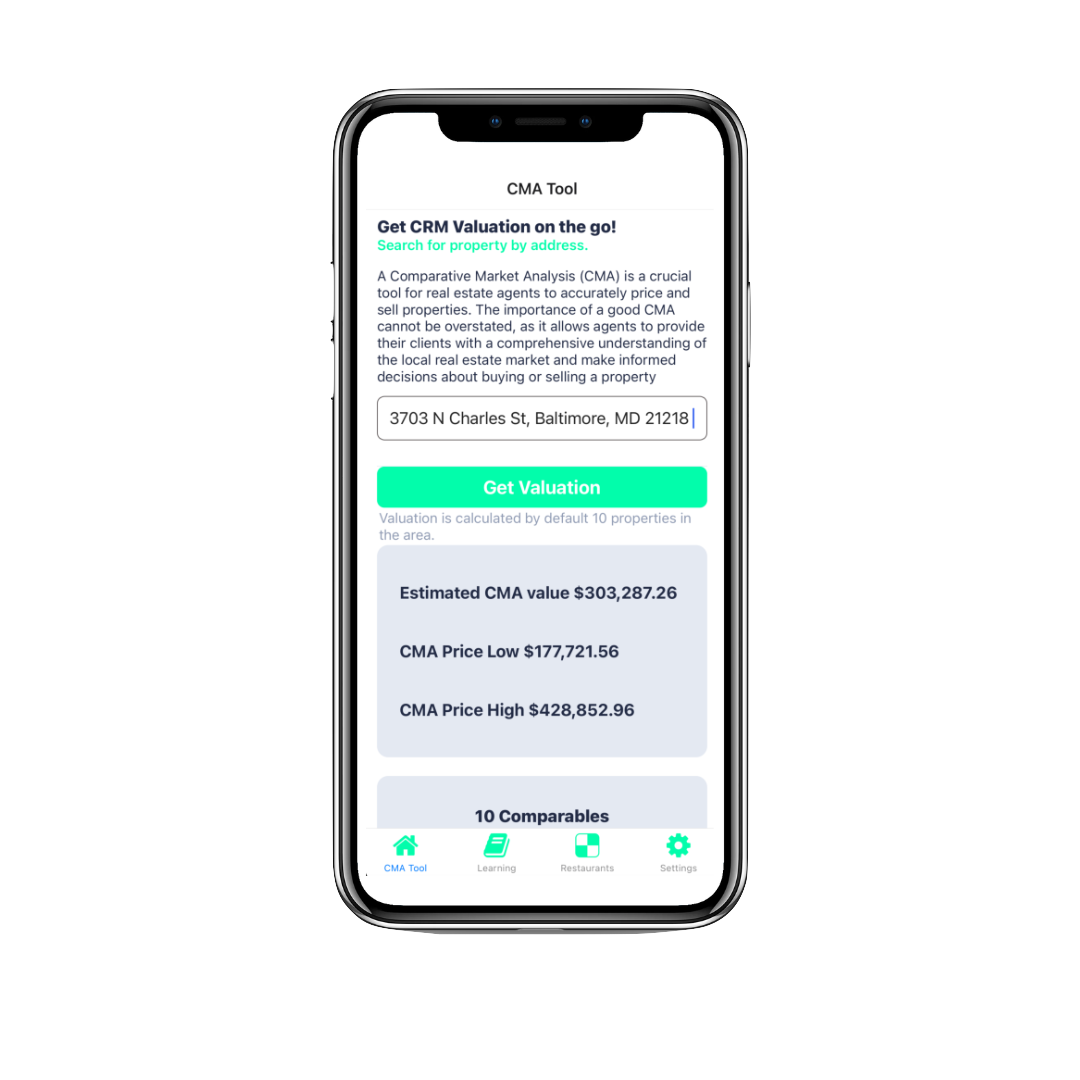 CMA Tool
Get CRM Valuation on the go!
Search for property by address.
A Comparative Market Analysis (CMA) is a crucial
tool for real estate agents to accurately price and
sell properties. The importance of a good CMA
cannot be overstated, as it allows agents to provide
their clients with a comprehensive understanding of
the local real estate market and make informed
decisions about buying or selling a property
3703 N Charles St, Baltimore, MD 21218
Get Valuation
Valuation is calculated by default 10 properties in
the area.
Estimated CMA value $303,287.26
CMA Price Low $177,721.56
CMA Price High $428,852.96
10 Comparables
CMA Tool Learning Restaurants Settings